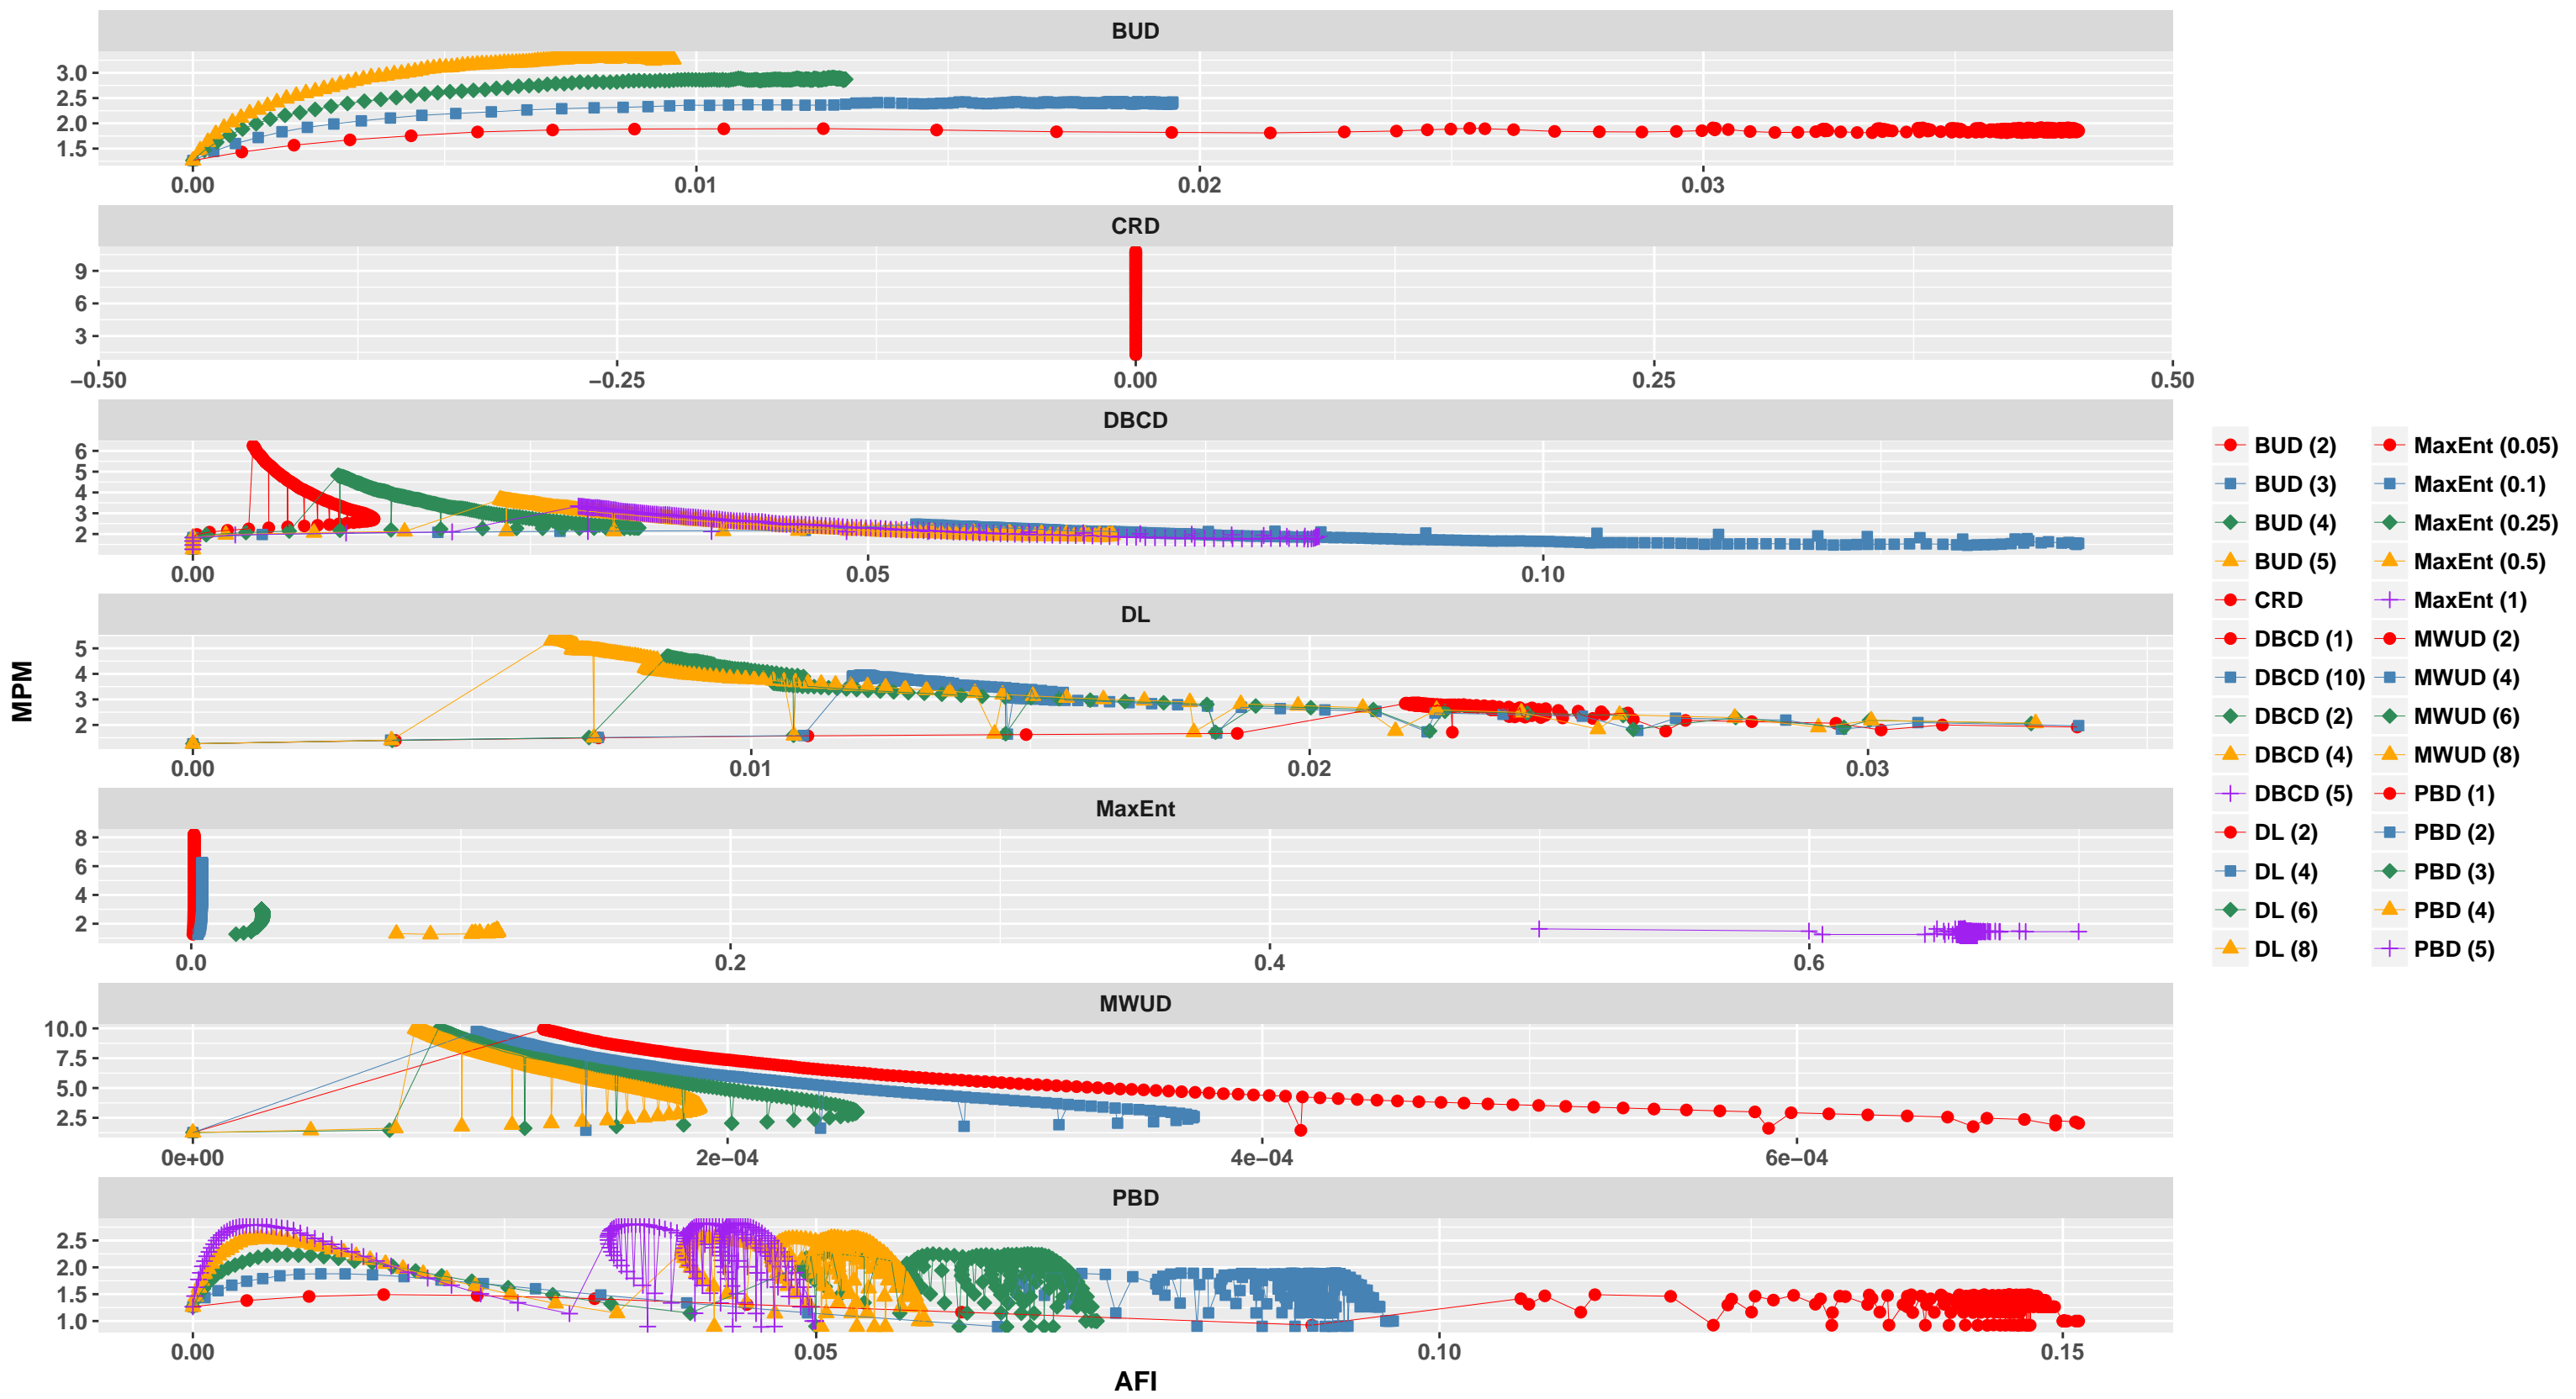 BUD
3.0
2.5
2.0
1.5
0.00 0.01 0.02 0.03
CRD
9
6
3
−0.50 −0.25 0.00 0.25 0.50
DBCD
6
5
4
3
2
0.00 0.05 0.10
DL
5
4
3
2
0.00 0.01 0.02 0.03
MaxEnt
8
6
4
2
0.0 0.2 0.4 0.6
MWUD
10.0
7.5
5.0
2.5
0e+00 2e−04 4e−04 6e−04
PBD
2.5
2.0
1.5
1.0
0.00 0.05 0.10 0.15
MPM
AFI
BUD (2) MaxEnt (0.05)
BUD (3) MaxEnt (0.1)
BUD (4) MaxEnt (0.25)
BUD (5) MaxEnt (0.5)
CRD MaxEnt (1)
DBCD (1) MWUD (2)
DBCD (10) MWUD (4)
DBCD (2) MWUD (6)
DBCD (4) MWUD (8)
DBCD (5) PBD (1)
DL (2) PBD (2)
DL (4) PBD (3)
DL (6) PBD (4)
DL (8) PBD (5)